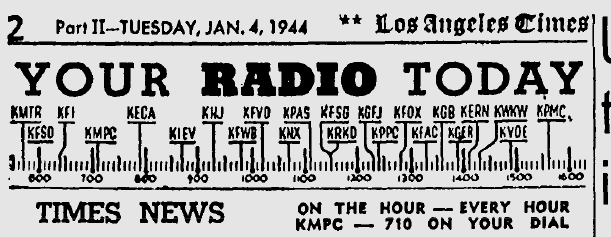 2 Part II—TUESDAY, JAN. 4, 1944 ** Los Angeles Times
YOUR RADIO TODAY
KMTR KFI KECA KHJ KFVD KPAS KFSG KGFJ KFOX KGB KERN KWKW KPMC
KFSD KMPC KIEV KFWB KNX KRKD KPPC KFAC KGER KVOE
600 700 800 900 1000 1100 1200 1300 1400 1500 1600
TIMES NEWS
ON THE HOUR — EVERY HOUR
KMPC — 710 ON YOUR DIAL